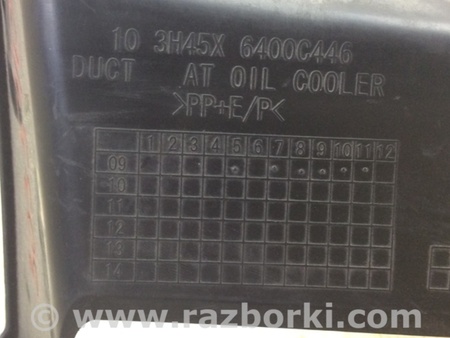 10 3H45X 6400C446
DUCT AT OIL COOLER
>PP+E/P<
1 2 3 4 5 6 7 8 9 10 11 12
09
10
11
12
13
14
www.razborki.com